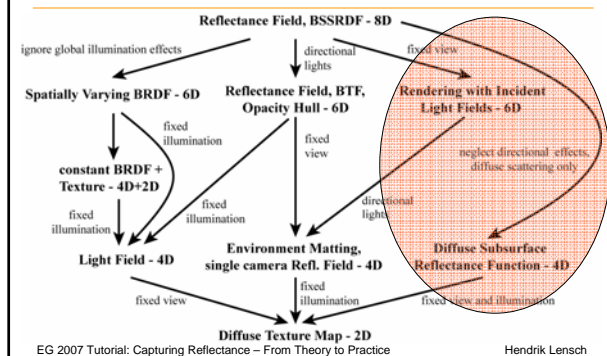 Reflectance Field, BSSRDF - 8D
ignore global illumination effects
directional
lights
fixed view
Spatially Varying BRDF - 6D
Reflectance Field, BTF,
Opacity Hull - 6D
Rendering with Incident
Light Fields - 6D
fixed
illumination
fixed
view
neglect directional effects,
diffuse scattering only
constant BRDF +
Texture - 4D+2D
fixed
illumination
fixed
illumination
directional
lights
Light Field - 4D
Environment Matting,
single camera Refl. Field - 4D
Diffuse Subsurface
Reflectance Function - 4D
fixed view
fixed
illumination
fixed view and illumination
Diffuse Texture Map - 2D
EG 2007 Tutorial: Capturing Reflectance – From Theory to Practice
Hendrik Lensch